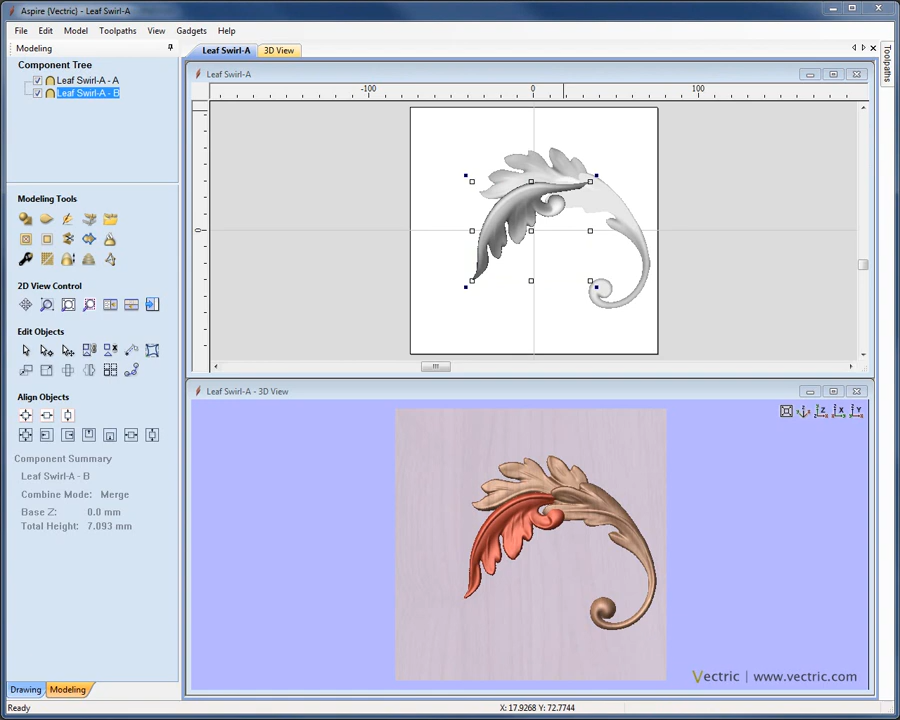 Aspire {Vectric} - Leaf Swirl-A
File Edit Model Toolpaths View Gadgets Help
Modeling
Component Tree
Leaf Swirl-A - A
Leaf Swirl-A - B
Modeling Tools
2D View Control
Edit Objects
Align Objects
Component Summary
Leaf Swirl-A - B
Combine Mode: Merge
Base Z: 0.0 mm
Total Height: 7.093 mm
Drawing Modeling
Leaf Swirl-A 3D View
Toolpaths
Leaf Swirl-A
-100 0 100
0
Leaf Swirl-A - 3D View
Z X Y
Vectric | www.vectric.com
Ready
X: 17.9268 Y: 72.7744